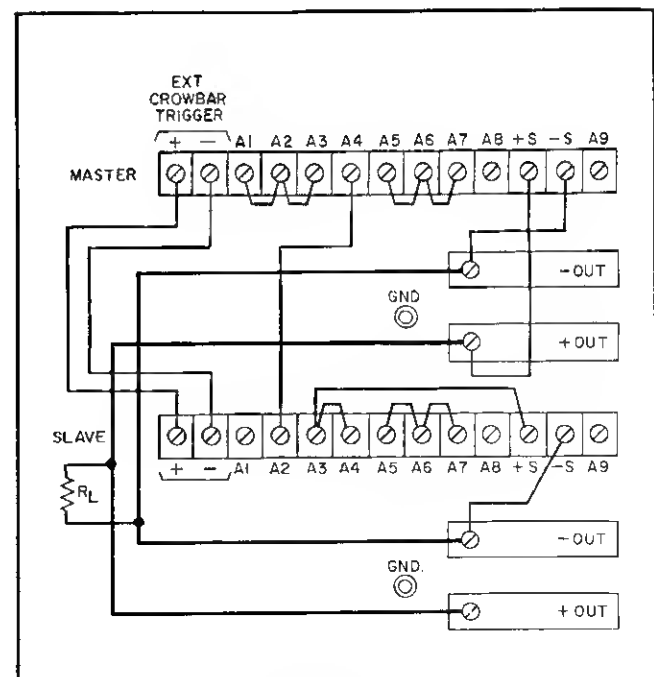 EXT
CROWBAR
TRIGGER
+ − A1 A2 A3 A4 A5 A6 A7 A8 +S −S A9
MASTER
−OUT
GND
+OUT
SLAVE
+ − A1 A2 A3 A4 A5 A6 A7 A8 +S −S A9
RL
−OUT
GND.
+OUT